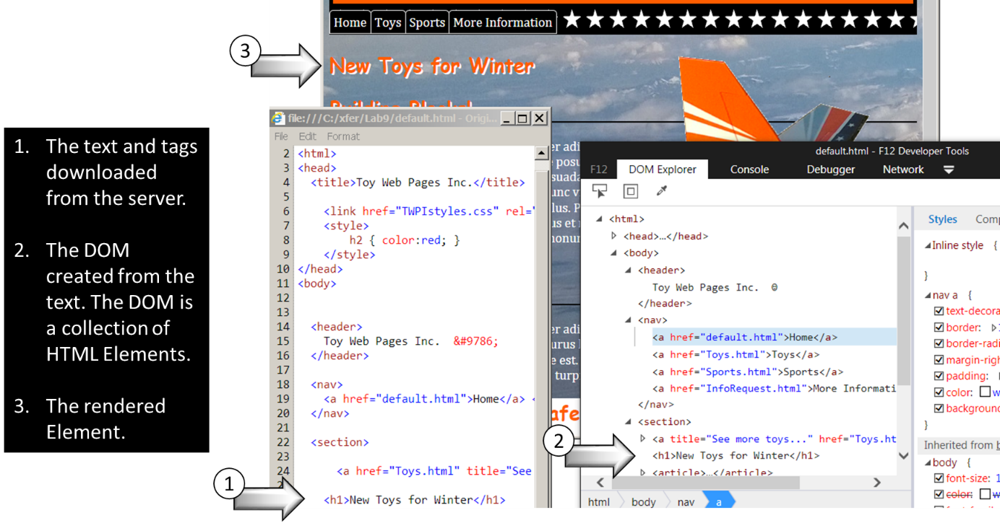 Home Toys Sports More Information
3
New Toys for Winter
1. The text and tags
downloaded
from the server.
2. The DOM
created from the
text. The DOM is
a collection of
HTML Elements.
3. The rendered
Element.
file:///C:/xfer/Lab9/default.html - Origi...
File Edit Format
2 <html>
3 <head>
4 <title>Toy Web Pages Inc.</title>
5
6 <link href="TWPIstyles.css" rel="
7 <style>
8 h2 { color:red; }
9 </style>
10 </head>
11 <body>
12
13
14 <header>
15 Toy Web Pages Inc. &#9786;
16 </header>
17
18 <nav>
19 <a href="default.html">Home</a> <
20 </nav>
21
22 <section>
23
24 <a href="Toys.html" title="See
1
<h1>New Toys for Winter</h1>
er adi
posu
suada
unc v
lus. P
us et
nonu
er adi
urus
e est.
turp
afe
default.html - F12 Developer Tools
F12 DOM Explorer Console Debugger Network
<html>
<head>...</head>
<body>
<header>
Toy Web Pages Inc. ☺
</header>
<nav>
<a href="default.html">Home</a>
<a href="Toys.html">Toys</a>
<a href="Sports.html">Sports</a>
<a href="InfoRequest.html">More Informati
</nav>
<section>
<a title="See more toys..." href="Toys.ht
2
<h1>New Toys for Winter</h1>
<article>...</article>
html body nav a
Styles Comp
Inline style {
}
nav a {
text-decora
border:
border-radi
margin-righ
padding:
color: w
background
}
Inherited from b
body {
font-size: 1
color: w